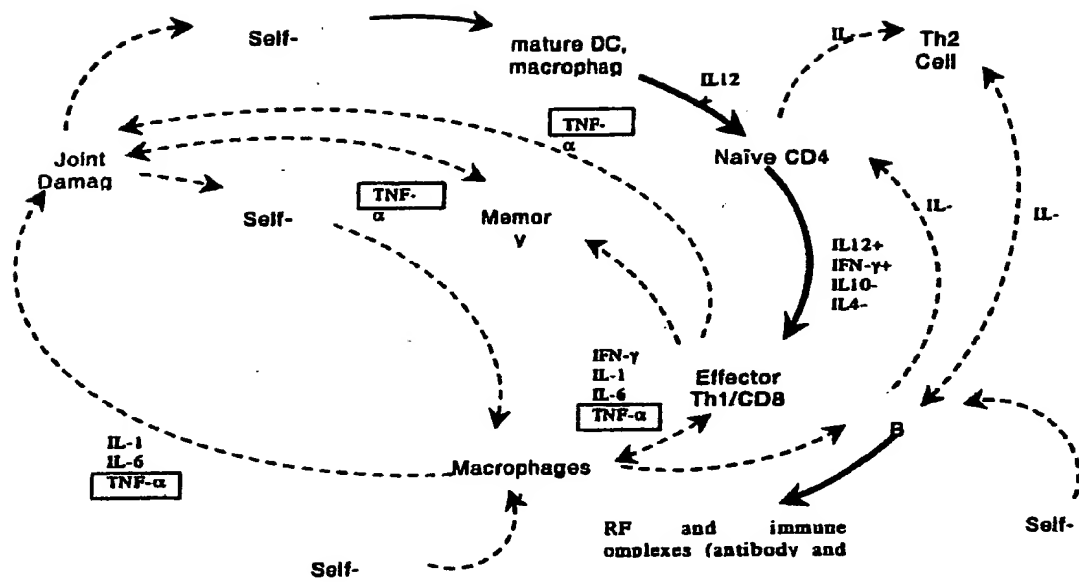 Self-
mature DC,
macrophag
IL-
Th2
Cell
IL12
TNF-
α
Naïve CD4
Joint
Damag
TNF-
α
Self-
Memor
y
IL-
IL-
IL12+
IFN-γ+
IL10-
IL4-
IFN-γ
IL-1
IL-6
TNF-α
Effector
Th1/CD8
B
IL-1
IL-6
TNF-α
Macrophages
RF and immune
omplexes (antibody and
Self-
Self-